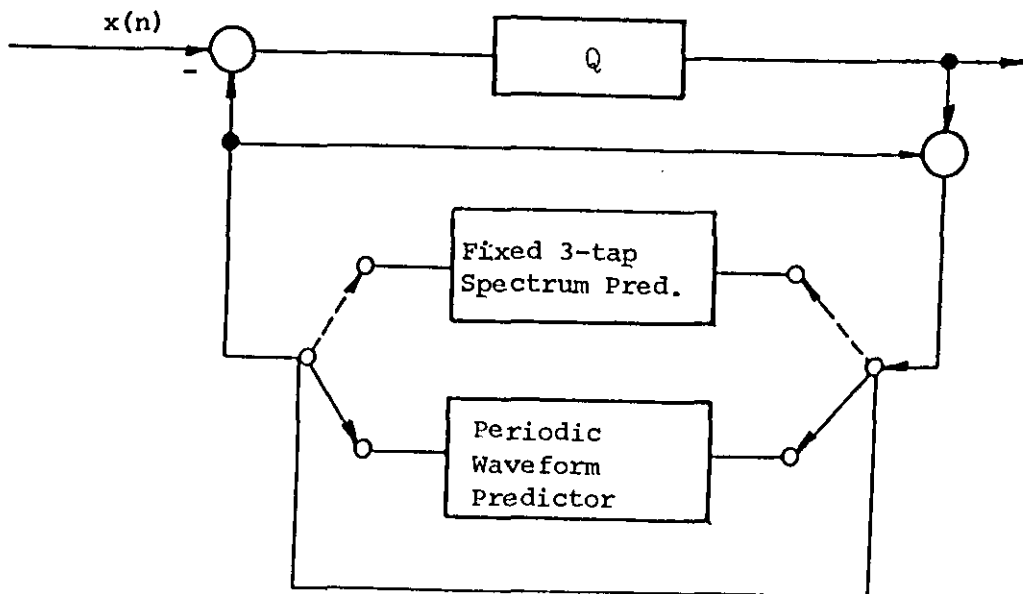 x(n)
-
Q
Fixed 3-tap
Spectrum Pred.
Periodic
Waveform
Predictor